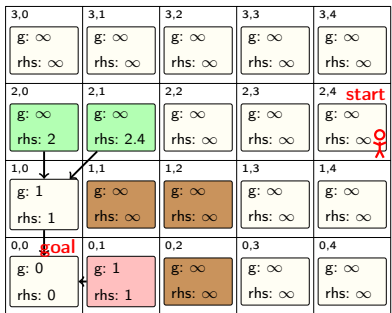 3,0 3,1 3,2 3,3 3,4
g: ∞ g: ∞ g: ∞ g: ∞ g: ∞
rhs: ∞ rhs: ∞ rhs: ∞ rhs: ∞ rhs: ∞
2,0 2,1 2,2 2,3 2,4 start
g: ∞ g: ∞ g: ∞ g: ∞ g: ∞
rhs: 2 rhs: 2.4 rhs: ∞ rhs: ∞ rhs: ∞
1,0 1,1 1,2 1,3 1,4
g: 1 g: ∞ g: ∞ g: ∞ g: ∞
rhs: 1 rhs: ∞ rhs: ∞ rhs: ∞ rhs: ∞
0,0 goal 0,1 0,2 0,3 0,4
g: 0 g: 1 g: ∞ g: ∞ g: ∞
rhs: 0 rhs: 1 rhs: ∞ rhs: ∞ rhs: ∞